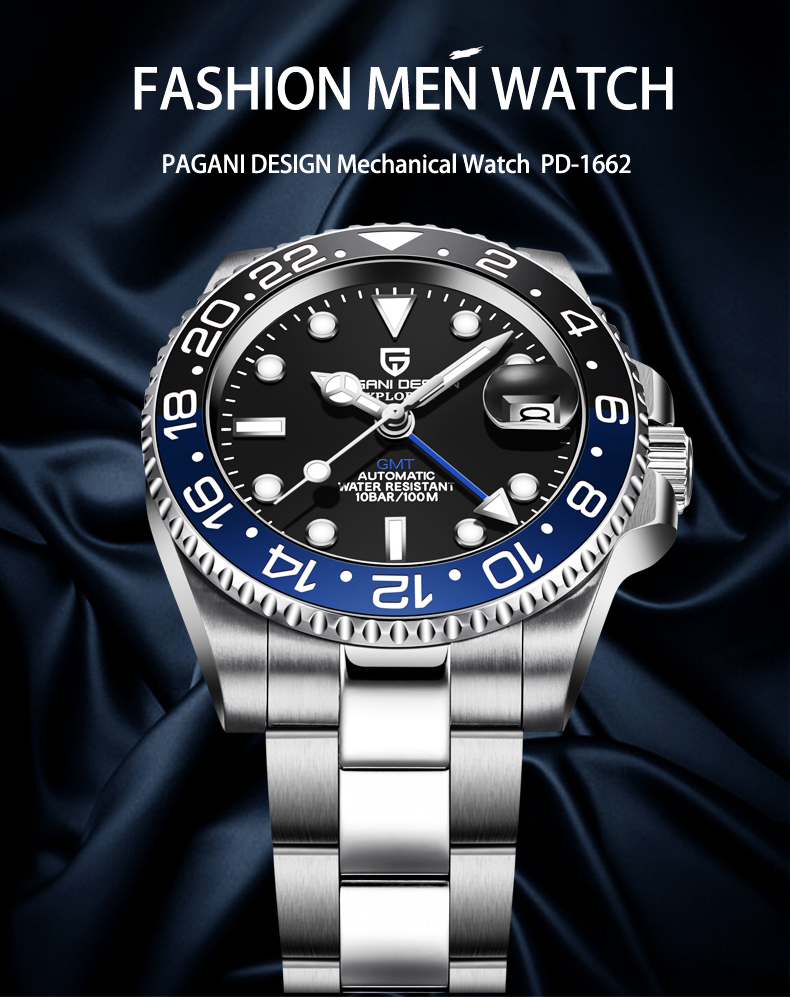 FASHION MEN WATCH
PAGANI DESIGN Mechanical Watch PD-1662
22 2
20 4
18 6
16 8
14 12 10
GMT
AUTOMATIC
WATER RESISTANT
10BAR/100M